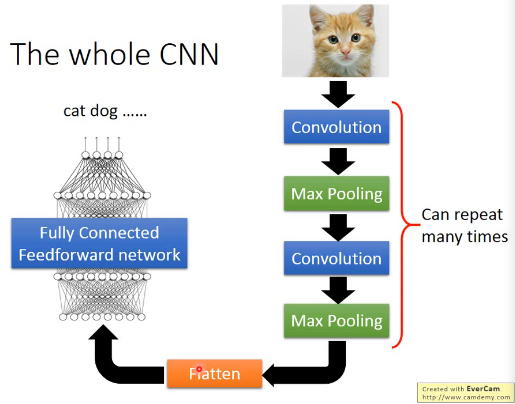 The whole CNN
cat dog ……
Convolution
Max Pooling
Convolution
Max Pooling
Can repeat
many times
Flatten
Fully Connected
Feedforward network
Created with EverCam
http://www.camdemy.com